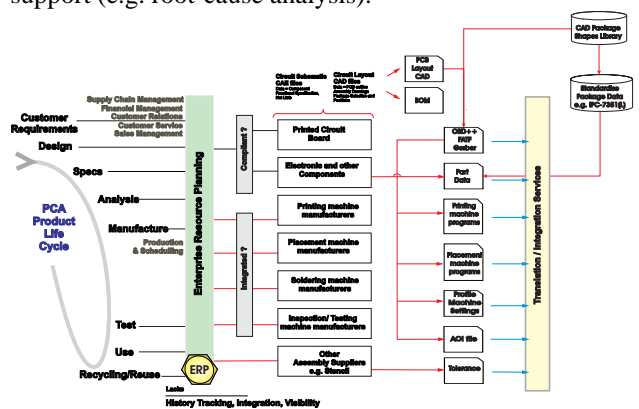 support (e.g. root-cause analysis).
CAD Package
Shapes Library
Circuit Schematic
CAE files
Circuit Layout
CAD files
PCB
Layout
CAD
BOM
Standardise
Package Data
e.g. IPC-7351(L)
Supply Chain Management
Financial Management
Customer Relations
Customer Service
Sales Management
Customer
Requirements
Design
Specs
Analysis
Manufacture
Production
& Scheduling
Test
Use
Recycling/Reuse
PCA
Product
Life
Cycle
Enterprise Resource Planning
ERP
Compliant ?
Integrated ?
Printed Circuit
Board
Electronic and other
Components
Printing machine
manufacturers
Placement machine
manufacturers
Soldering machine
manufacturers
Inspection/ Testing
machine manufacturers
Other
Assembly Suppliers
e.g. Stencil
ODB++
FATF
Gerber
Part
Data
Printing
machine
programs
Placement
machine
programs
Profile
Machine
Settings
AOI file
Tolerance
Translation / Integration Services
Lacks
History Tracking, Integration, Visibility